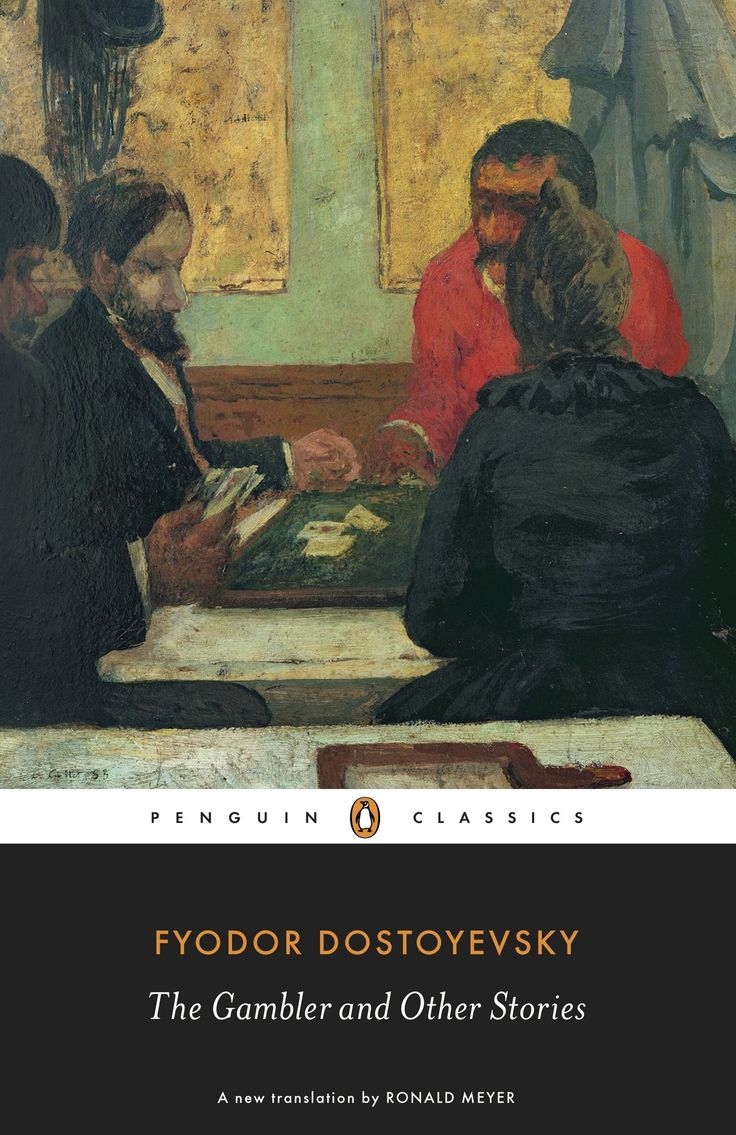 PENGUIN CLASSICS
FYODOR DOSTOYEVSKY
The Gambler and Other Stories
A new translation by RONALD MEYER